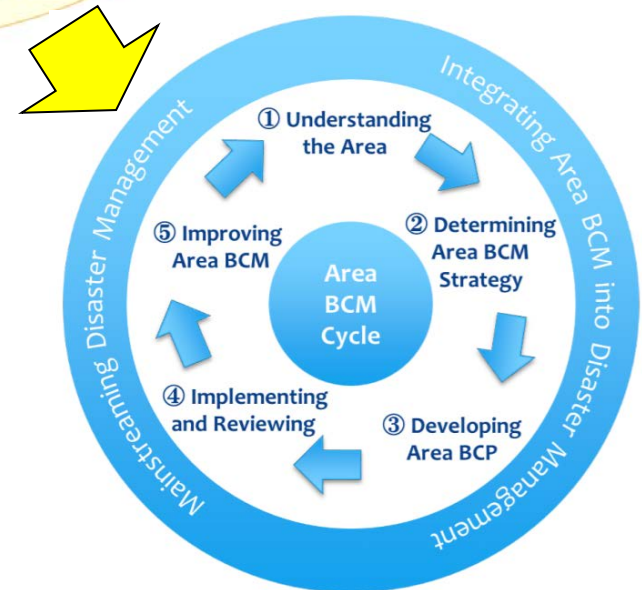 Mainstreaming Disaster Management
Integrating Area BCM into Disaster Management
① Understanding
the Area
② Determining
Area BCM
Strategy
③ Developing
Area BCP
④ Implementing
and Reviewing
⑤ Improving
Area BCM
Area
BCM
Cycle